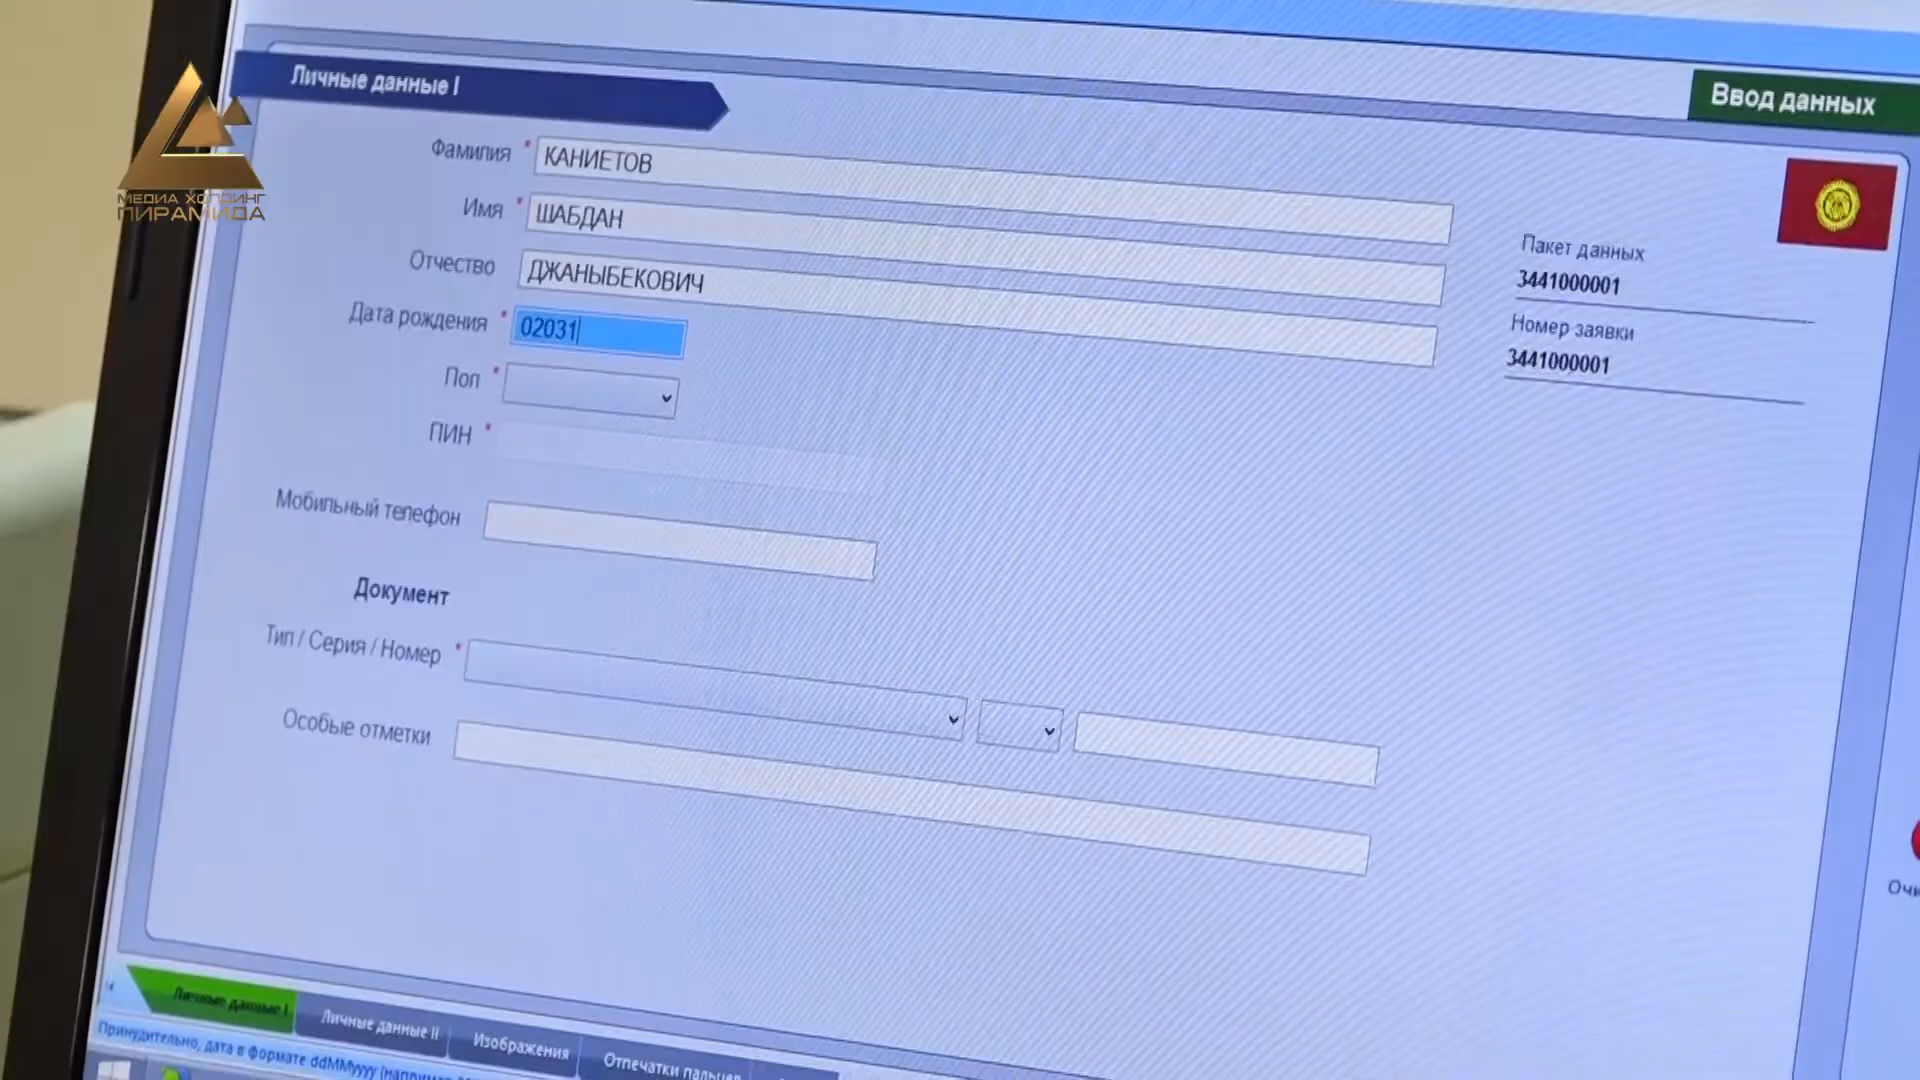 МЕДИА ХОЛДИНГ
ПИРАМИДА
Личные данные I
Ввод данных
Фамилия * КАНИЕТОВ
Имя * ШАБДАН
Отчество ДЖАНЫБЕКОВИЧ
Дата рождения * 02031
Пол *
ПИН *
Мобильный телефон
Документ
Тип / Серия / Номер *
Особые отметки
Пакет данных
3441000001
Номер заявки
3441000001
Личные данные I
Личные данные II
Изображения
Отпечатки пальцев
Принудительно, дата в формате ddMMyyyy